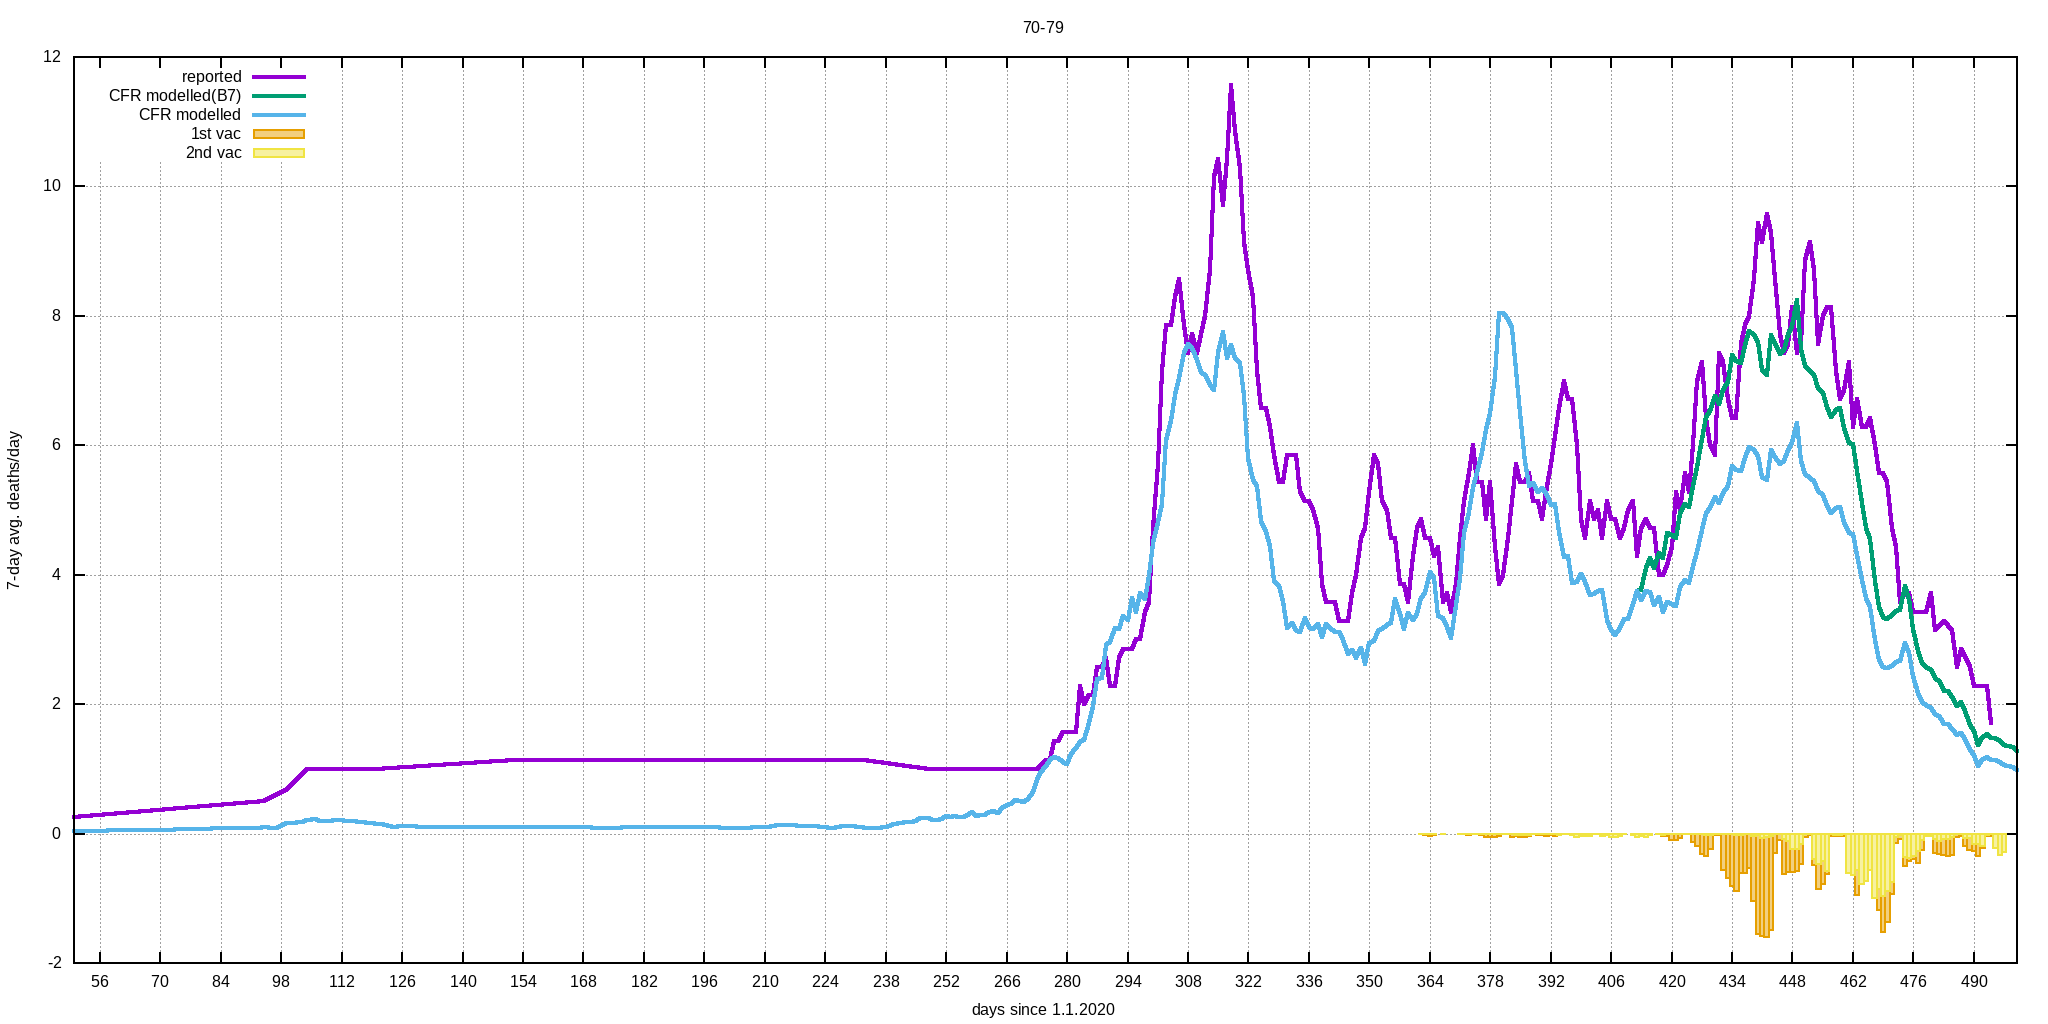 70-79
12
10
8
6
4
2
0
-2
7-day avg. deaths/day
reported
CFR modelled(B7)
CFR modelled
1st vac
2nd vac
56 70 84 98 112 126 140 154 168 182 196 210 224 238 252 266 280 294 308 322 336 350 364 378 392 406 420 434 448 462 476 490
days since 1.1.2020